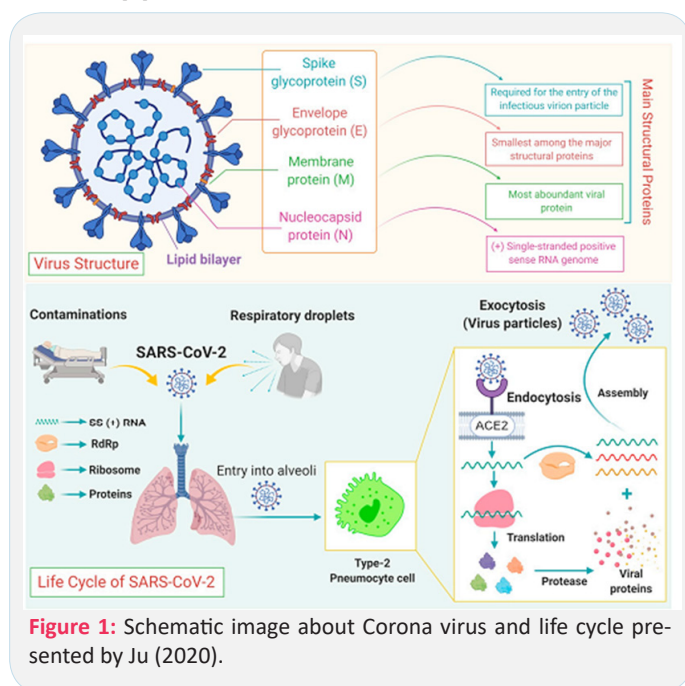 Spike
glycoprotein (S)
Required for the entry of the
infectious virion particle
Envelope
glycoprotein (E)
Smallest among the major
structural proteins
Membrane
protein (M)
Most aboundant viral
protein
Nucleocapsid
protein (N)
(+) Single-stranded positive
sense RNA genome
Main Structural Proteins
Lipid bilayer
Virus Structure
Contaminations
Respiratory droplets
SARS-CoV-2
SS (+) RNA
RdRp
Ribosome
Proteins
Entry into alveoli
Type-2
Pneumocyte cell
Life Cycle of SARS-CoV-2
Exocytosis
(Virus particles)
Endocytosis
ACE2
Assembly
+
Translation
Protease
Viral
proteins
Figure 1: Schematic image about Corona virus and life cycle pre-
sented by Ju (2020).